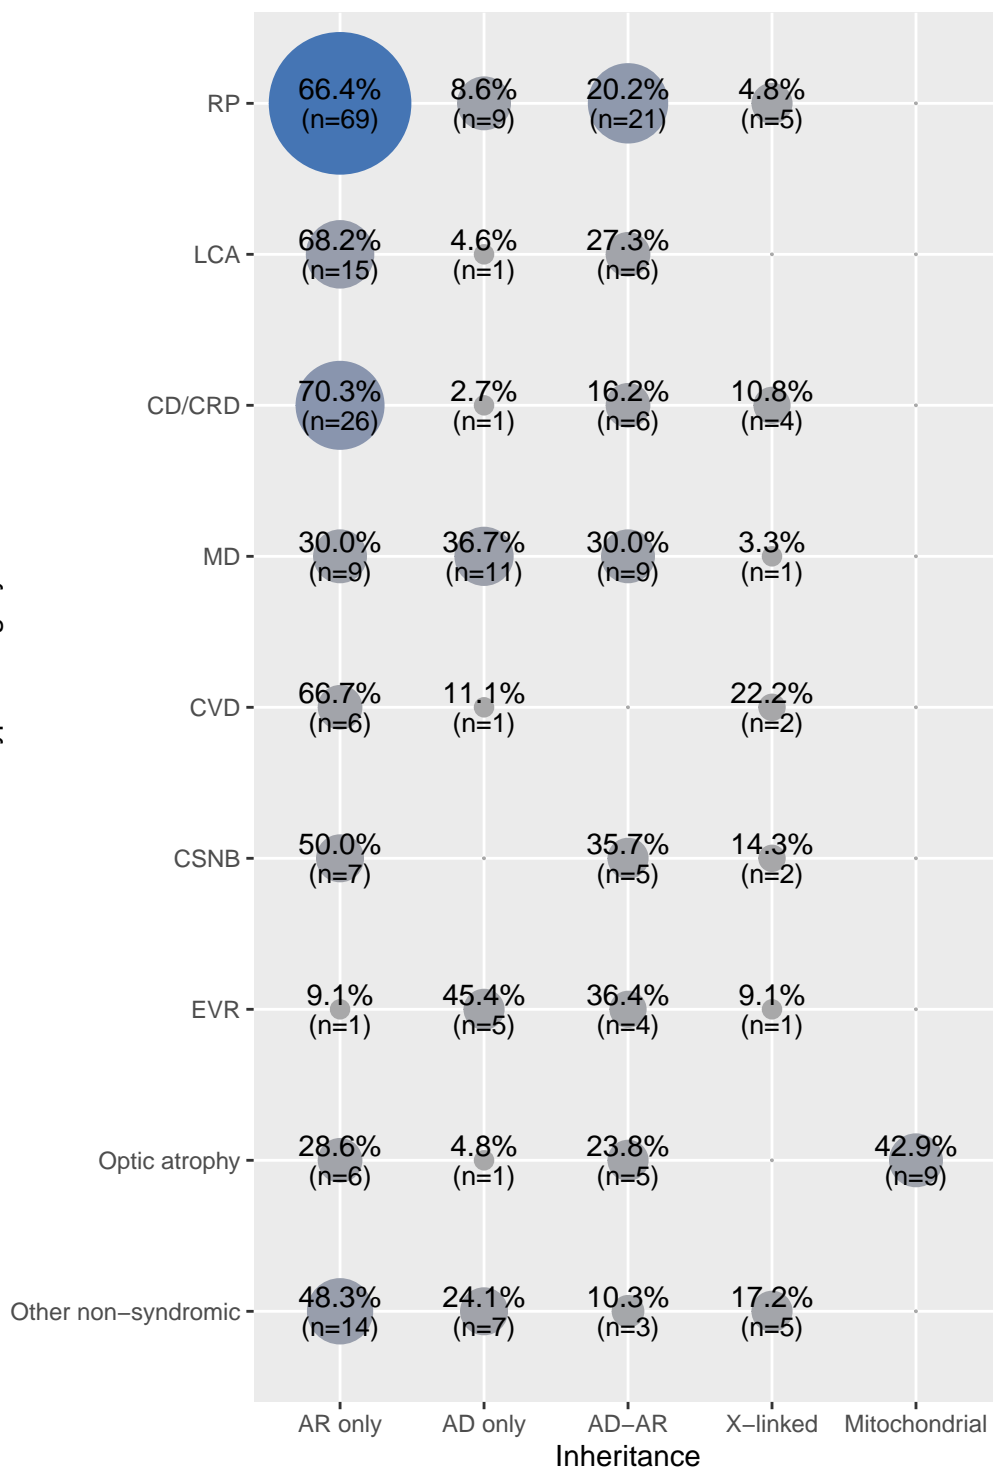 RP
66.4%
(n=69)
8.6%
(n=9)
20.2%
(n=21)
4.8%
(n=5)
LCA
68.2%
(n=15)
4.6%
(n=1)
27.3%
(n=6)
CD/CRD
70.3%
(n=26)
2.7%
(n=1)
16.2%
(n=6)
10.8%
(n=4)
MD
30.0%
(n=9)
36.7%
(n=11)
30.0%
(n=9)
3.3%
(n=1)
CVD
66.7%
(n=6)
11.1%
(n=1)
22.2%
(n=2)
CSNB
50.0%
(n=7)
35.7%
(n=5)
14.3%
(n=2)
EVR
9.1%
(n=1)
45.4%
(n=5)
36.4%
(n=4)
9.1%
(n=1)
Optic atrophy
28.6%
(n=6)
4.8%
(n=1)
23.8%
(n=5)
42.9%
(n=9)
Other non−syndromic
48.3%
(n=14)
24.1%
(n=7)
10.3%
(n=3)
17.2%
(n=5)
AR only
AD only
AD−AR
X−linked
Mitochondrial
Inheritance